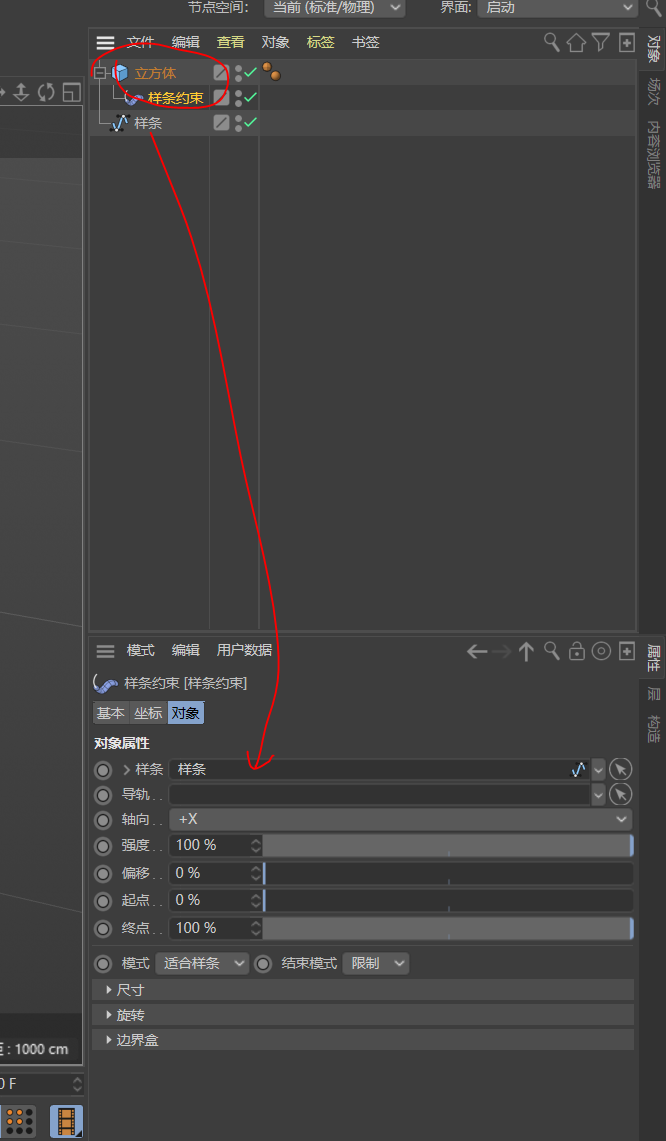 节点空间: 当前 (标准/物理) 界面: 启动
文件 编辑 查看 对象 标签 书签
立方体
样条约束
样条
对象
场次
内容浏览器
模式 编辑 用户数据
样条约束 [样条约束]
基本 坐标 对象
对象属性
样条 样条
导轨 . .
轴向 . . +X
强度 . . 100 %
偏移 . . 0 %
起点 . . 0 %
终点 . . 100 %
模式 适合样条 结束模式 限制
尺寸
旋转
边界盒
属性
层
构造
: 1000 cm
0 F